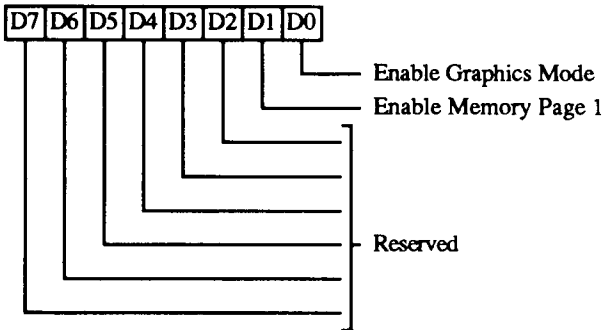 D7 D6 D5 D4 D3 D2 D1 D0
Enable Graphics Mode
Enable Memory Page 1
Reserved